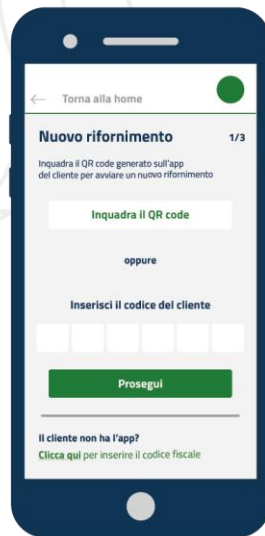 Torna alla home
Nuovo rifornimento 1/3
Inquadra il QR code generato sull'app
del cliente per avviare un nuovo rifornimento
Inquadra il QR code
oppure
Inserisci il codice del cliente
Prosegui
Il cliente non ha l'app?
Clicca qui per inserire il codice fiscale